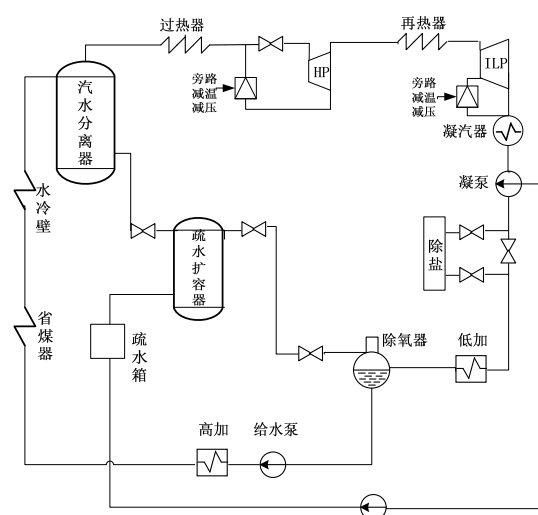 过热器
再热器
汽水分离器
旁路
减温
减压
HP
ILP
旁路
减温
减压
凝汽器
水冷壁
凝泵
疏水扩容器
除盐
省煤器
疏水箱
除氧器
低加
高加
给水泵